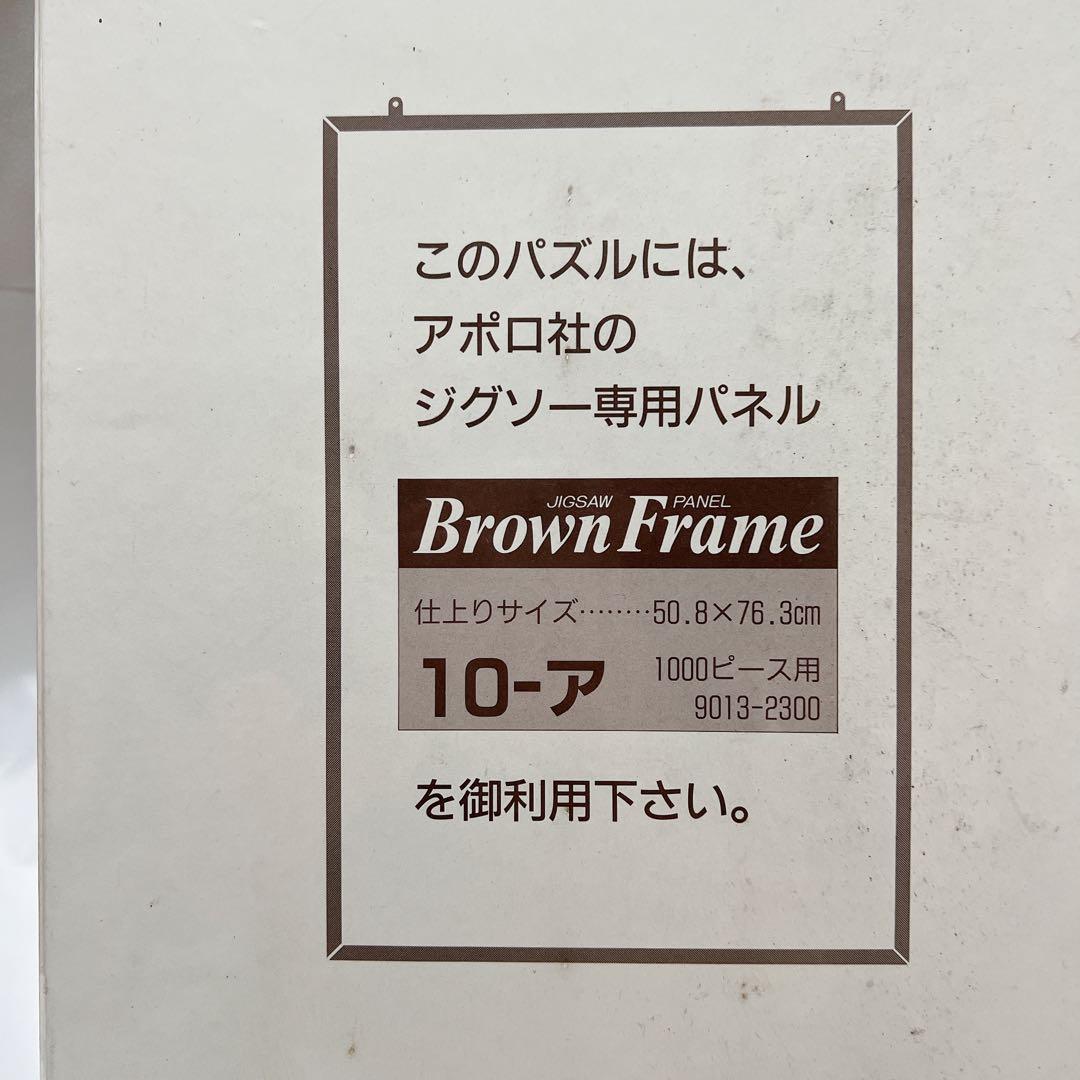 このパズルには、
アポロ社の
ジグソー専用パネル
JIGSAW PANEL
Brown Frame
仕上りサイズ………50.8×76.3cm
10-ア 1000ピース用
9013-2300
を御利用下さい。